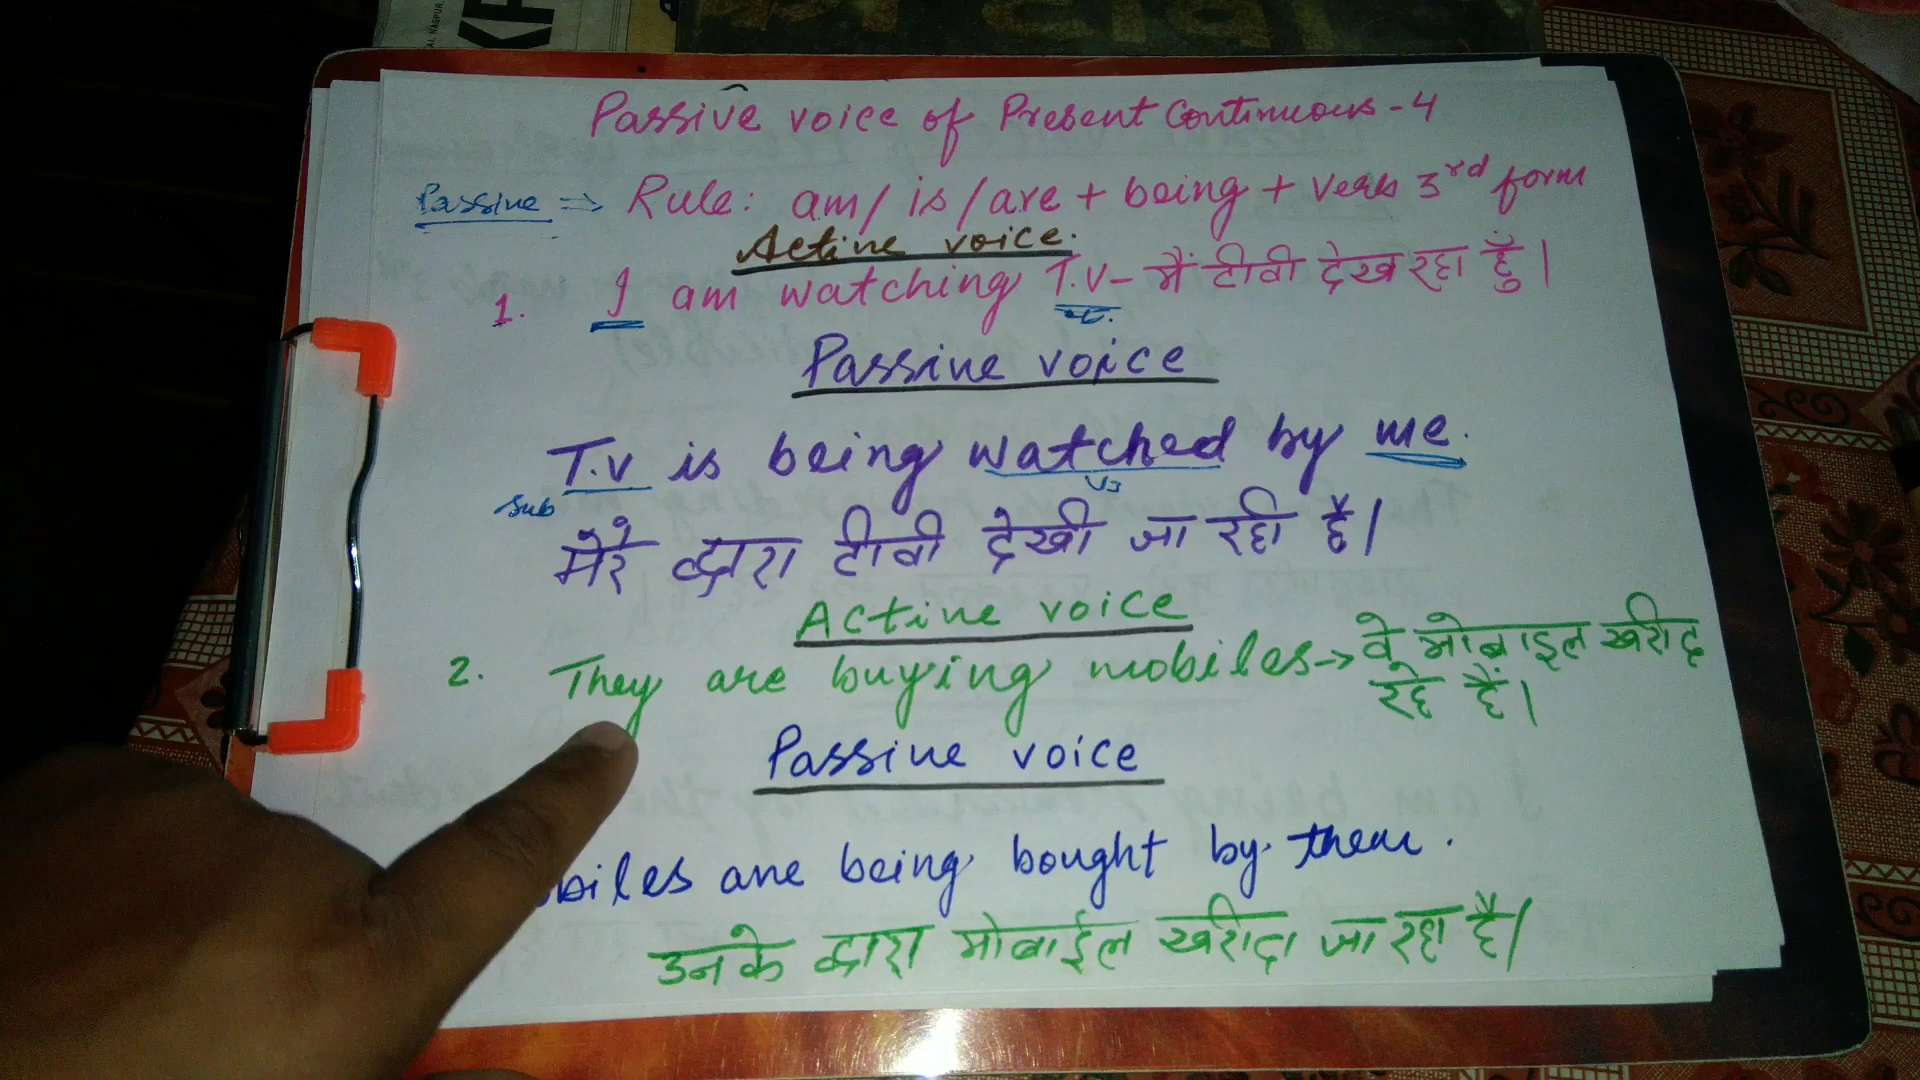 Passive voice of Present Continuous - 4
Passive => Rule: am/ is /are + being + verb 3rd form
Active voice.
1. I am watching T.V - मैं टीवी देख रहा हुँ।
Passive voice
T.V is being watched by me.
Sub V3
मेरे द्वारा टीवी देखी जा रही है।
Active voice
2. They are buying mobiles -> वे मोबाइल खरीद
रहे हैं।
Passive voice
biles are being bought by them.
उनके द्वारा मोबाईल खरीदा जा रहा है।